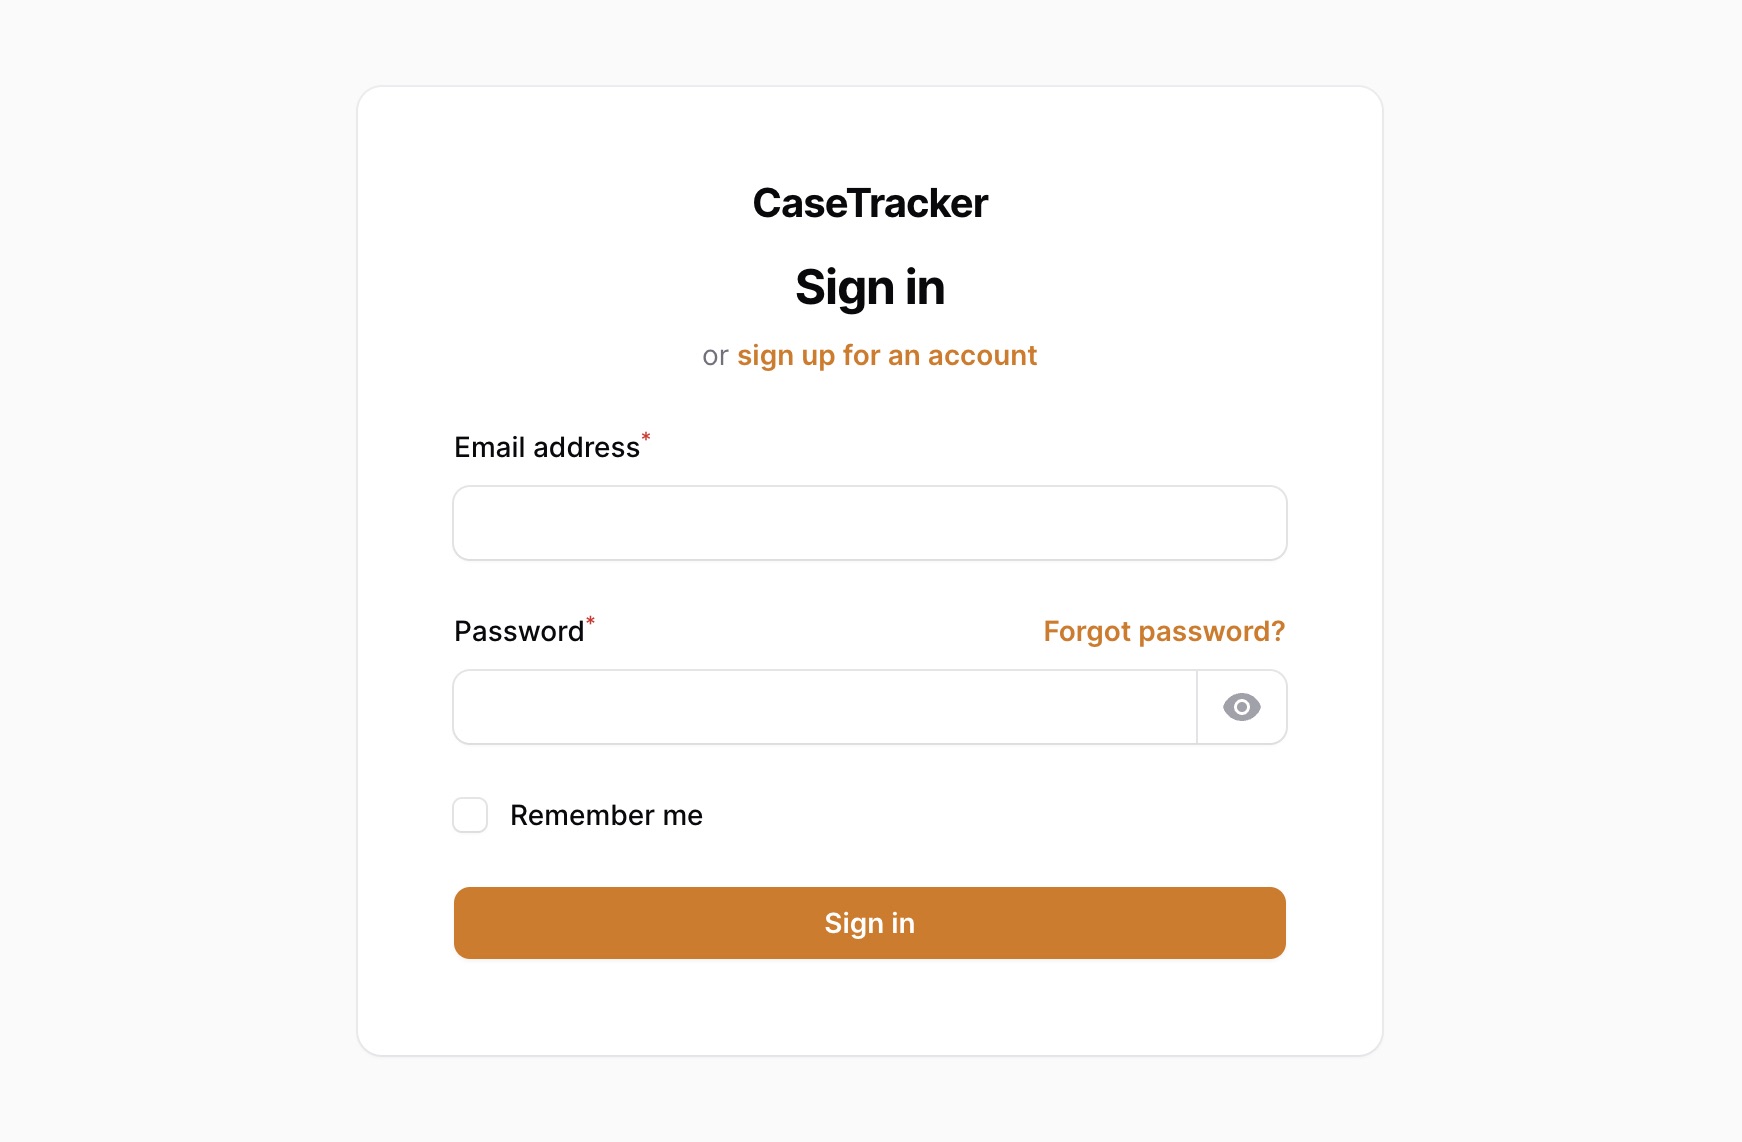 CaseTracker
Sign in
or sign up for an account
Email address*
Password* Forgot password?
Remember me
Sign in